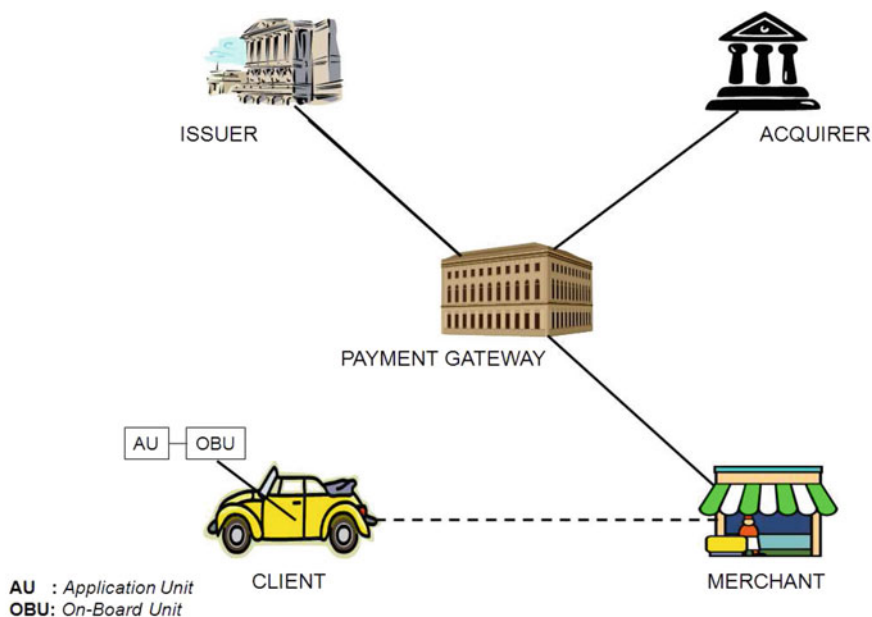 ISSUER
ACQUIRER
PAYMENT GATEWAY
AU
OBU
CLIENT
MERCHANT
AU : Application Unit
OBU: On-Board Unit